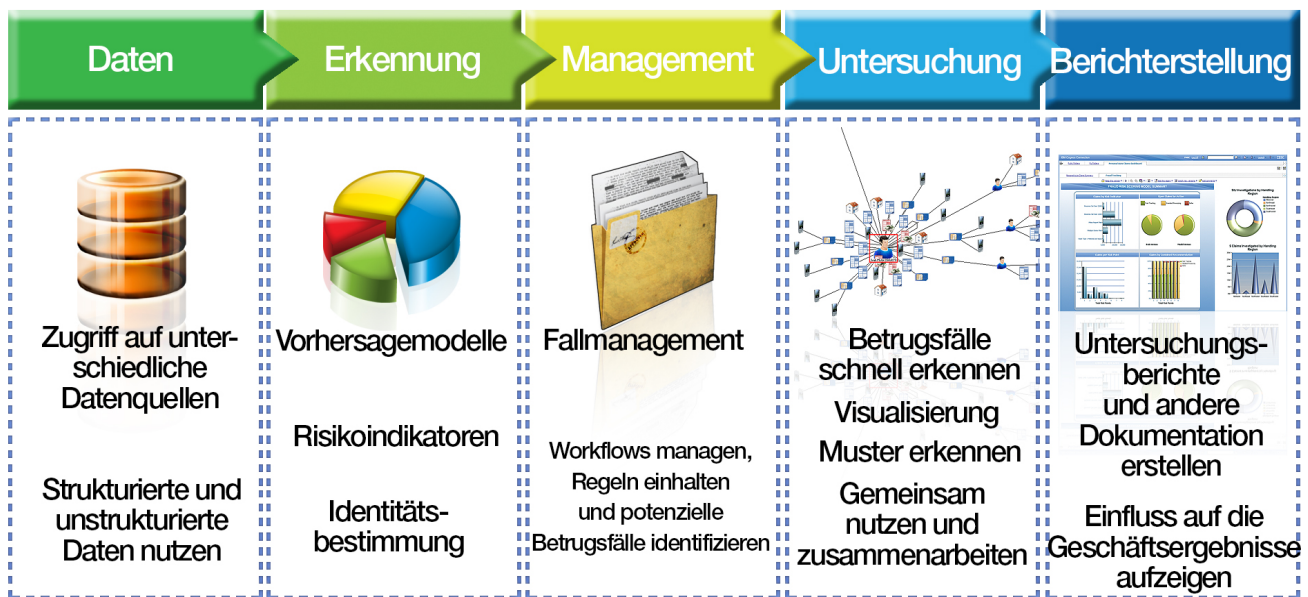 Daten
Erkennung
Management
Untersuchung
Berichterstellung
Zugriff auf unter-
schiedliche
Datenquellen
Strukturierte und
unstrukturierte
Daten nutzen
Vorhersagemodelle
Risikoindikatoren
Identitäts-
bestimmung
Fallmanagement
Workflows managen,
Regeln einhalten
und potenzielle
Betrugsfälle identifizieren
Betrugsfälle
schnell erkennen
Visualisierung
Muster erkennen
Gemeinsam
nutzen und
zusammenarbeiten
Untersuchungs-
berichte
und andere
Dokumentation
erstellen
Einfluss auf die
Geschäftsergebnisse
aufzeigen